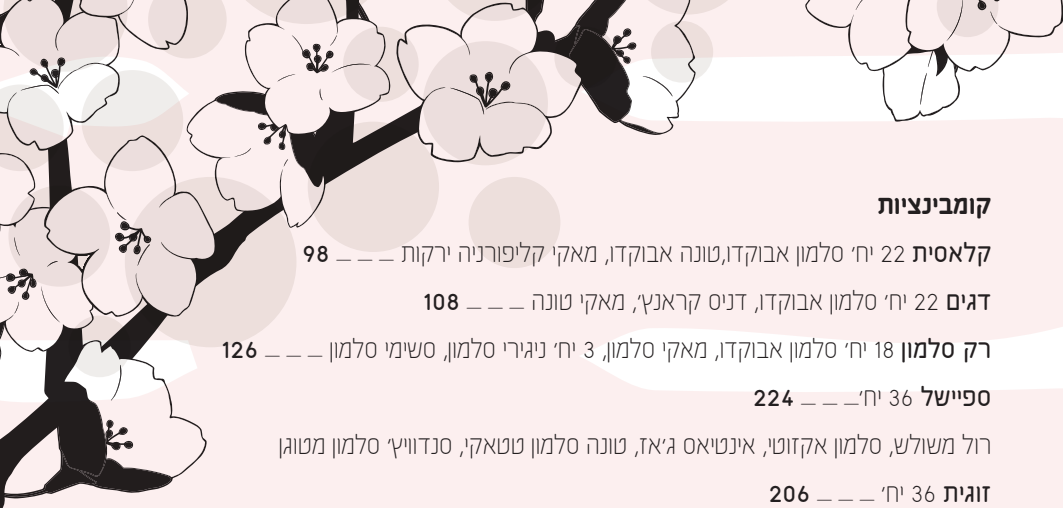 קומבינציות
קלאסית 22 יח׳ סלמון אבוקדו,טונה אבוקדו, מאקי קליפורניה ירקות _ _ _ 98
דגים 22 יח׳ סלמון אבוקדו, דניס קראנץ׳, מאקי טונה _ _ _ 108
רק סלמון 18 יח׳ סלמון אבוקדו, מאקי סלמון, 3 יח׳ ניגירי סלמון, סשימי סלמון _ _ _ 126
ספיישל 36 יח׳_ _ _ 224
רול משולש, סלמון אקזוטי, אינטיאס ג׳אז, טונה סלמון טטאקי, סנדוויץ׳ סלמון מטוגן
זוגית 36 יח׳ _ _ _ 206